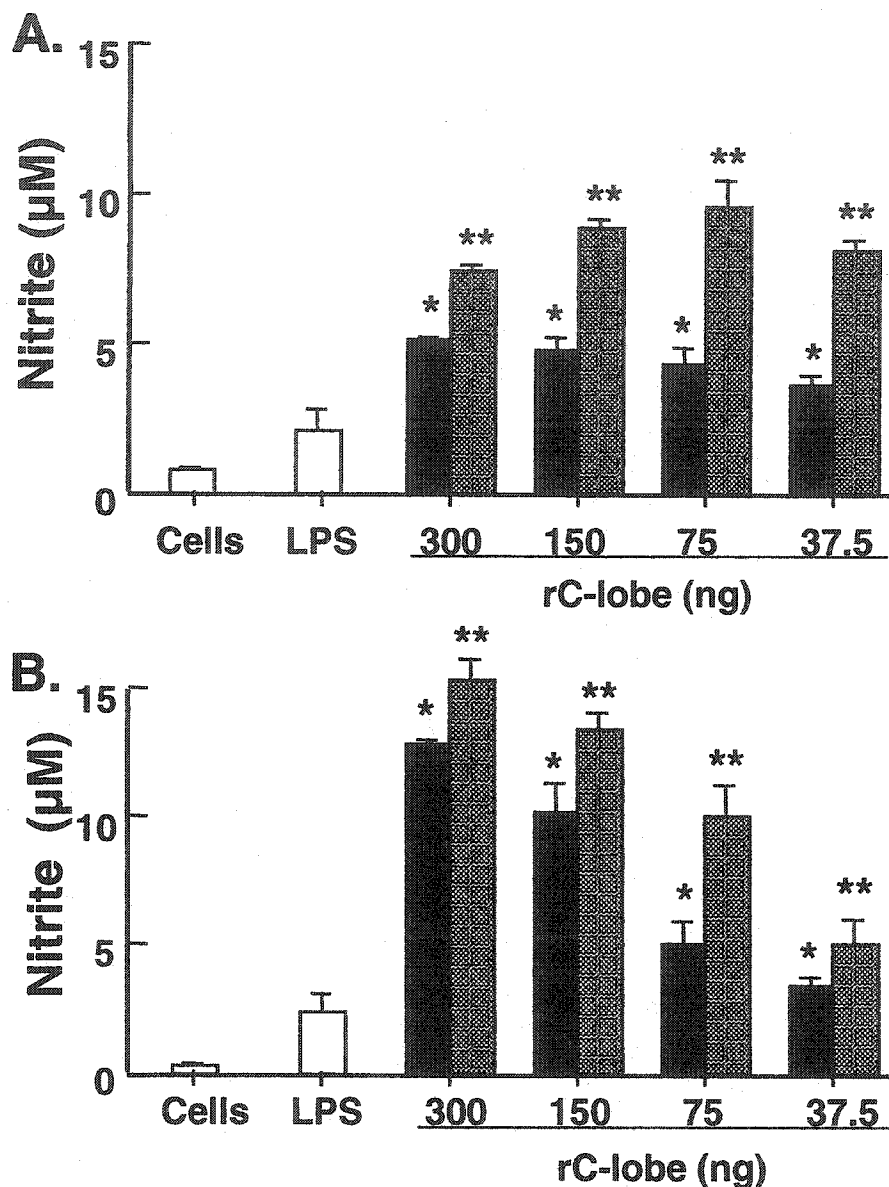 A.
Nitrite (µM)
15
10
5
0
* ** * ** * ** * **
Cells LPS 300 150 75 37.5
rC-lobe (ng)
B.
Nitrite (µM)
15
10
5
0
* ** * ** * ** * **
Cells LPS 300 150 75 37.5
rC-lobe (ng)